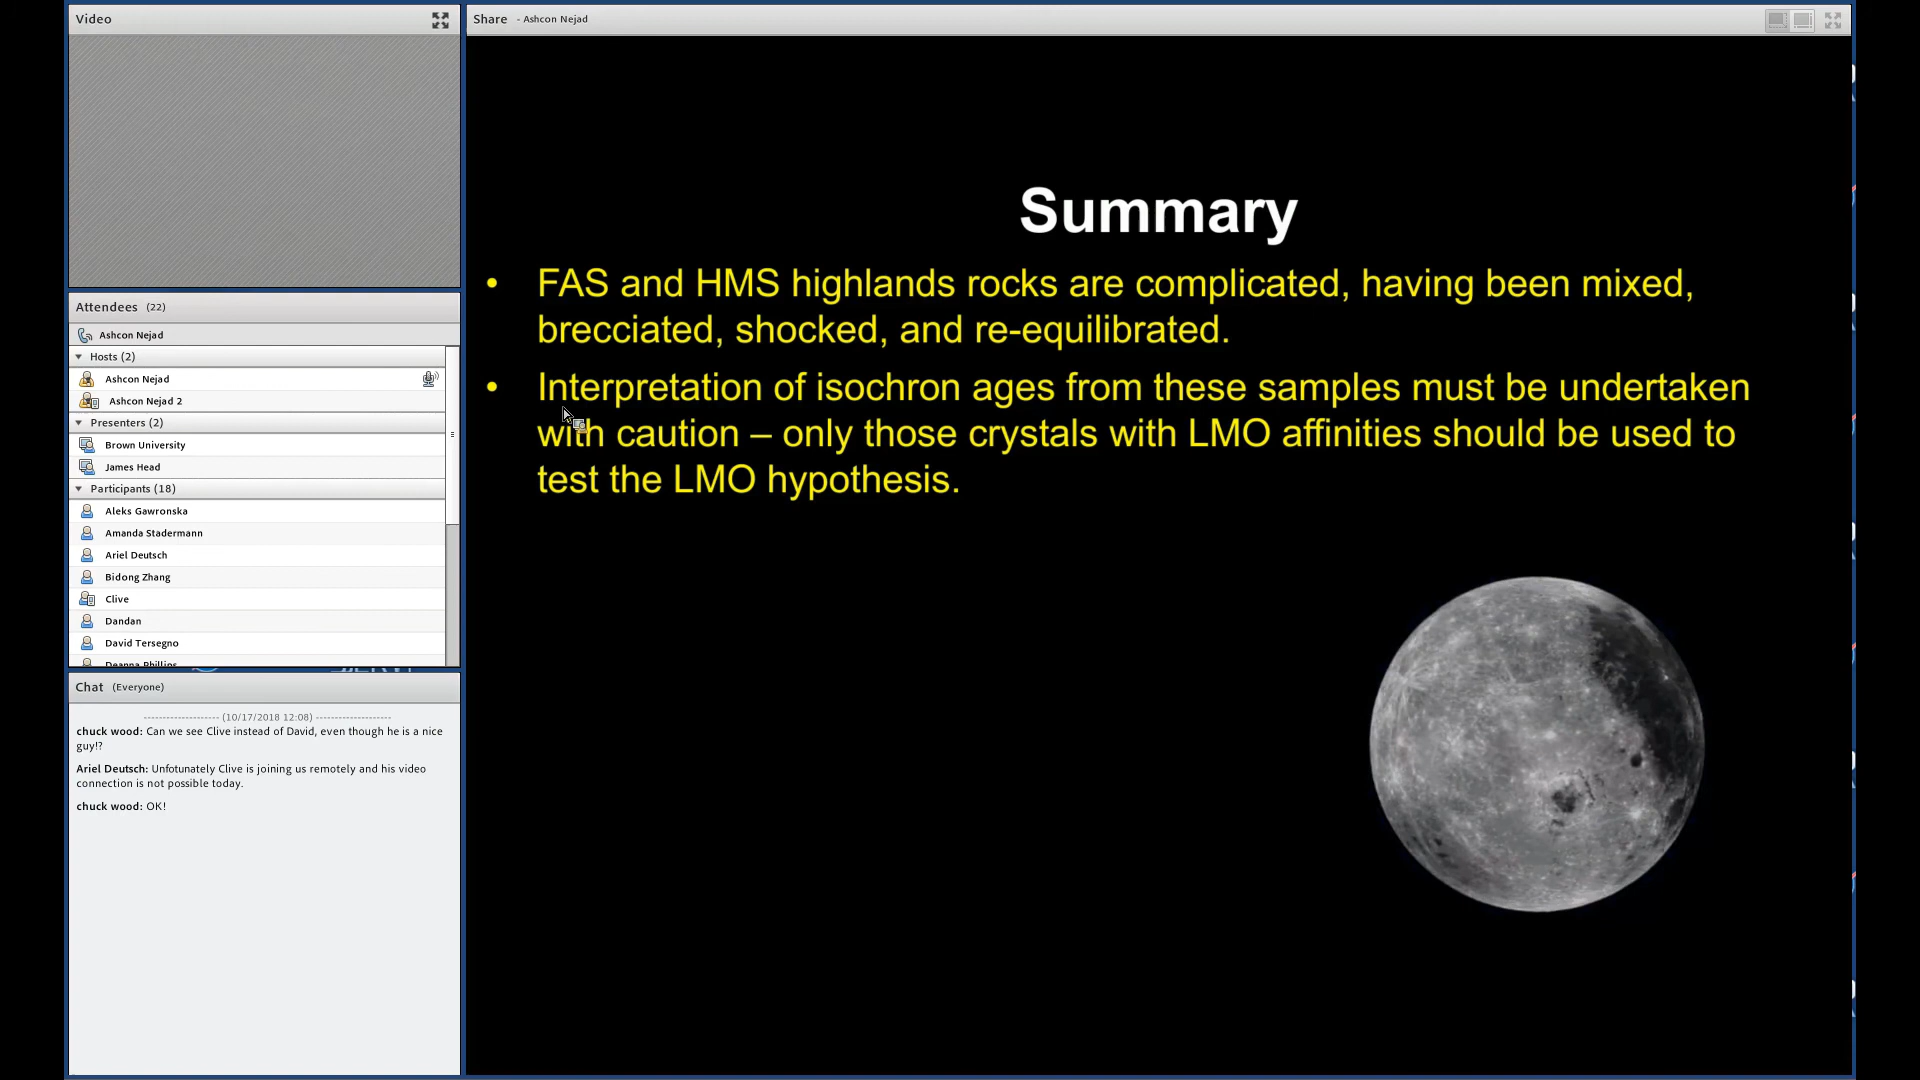 Video
Share - Ashcon Nejad
Attendees (22)
Ashcon Nejad
Hosts (2)
Ashcon Nejad
Ashcon Nejad 2
Presenters (2)
Brown University
James Head
Participants (18)
Aleks Gawronska
Amanda Stadermann
Ariel Deutsch
Bidong Zhang
Clive
Dandan
David Tersegno
Deanna Phillips
Chat (Everyone)
-------------------- (10/17/2018 12:08) --------------------
chuck wood: Can we see Clive instead of David, even though he is a nice
guy!?
Ariel Deutsch: Unfotunately Clive is joining us remotely and his video
connection is not possible today.
chuck wood: OK!
Summary
• FAS and HMS highlands rocks are complicated, having been mixed,
brecciated, shocked, and re-equilibrated.
• Interpretation of isochron ages from these samples must be undertaken
with caution – only those crystals with LMO affinities should be used to
test the LMO hypothesis.